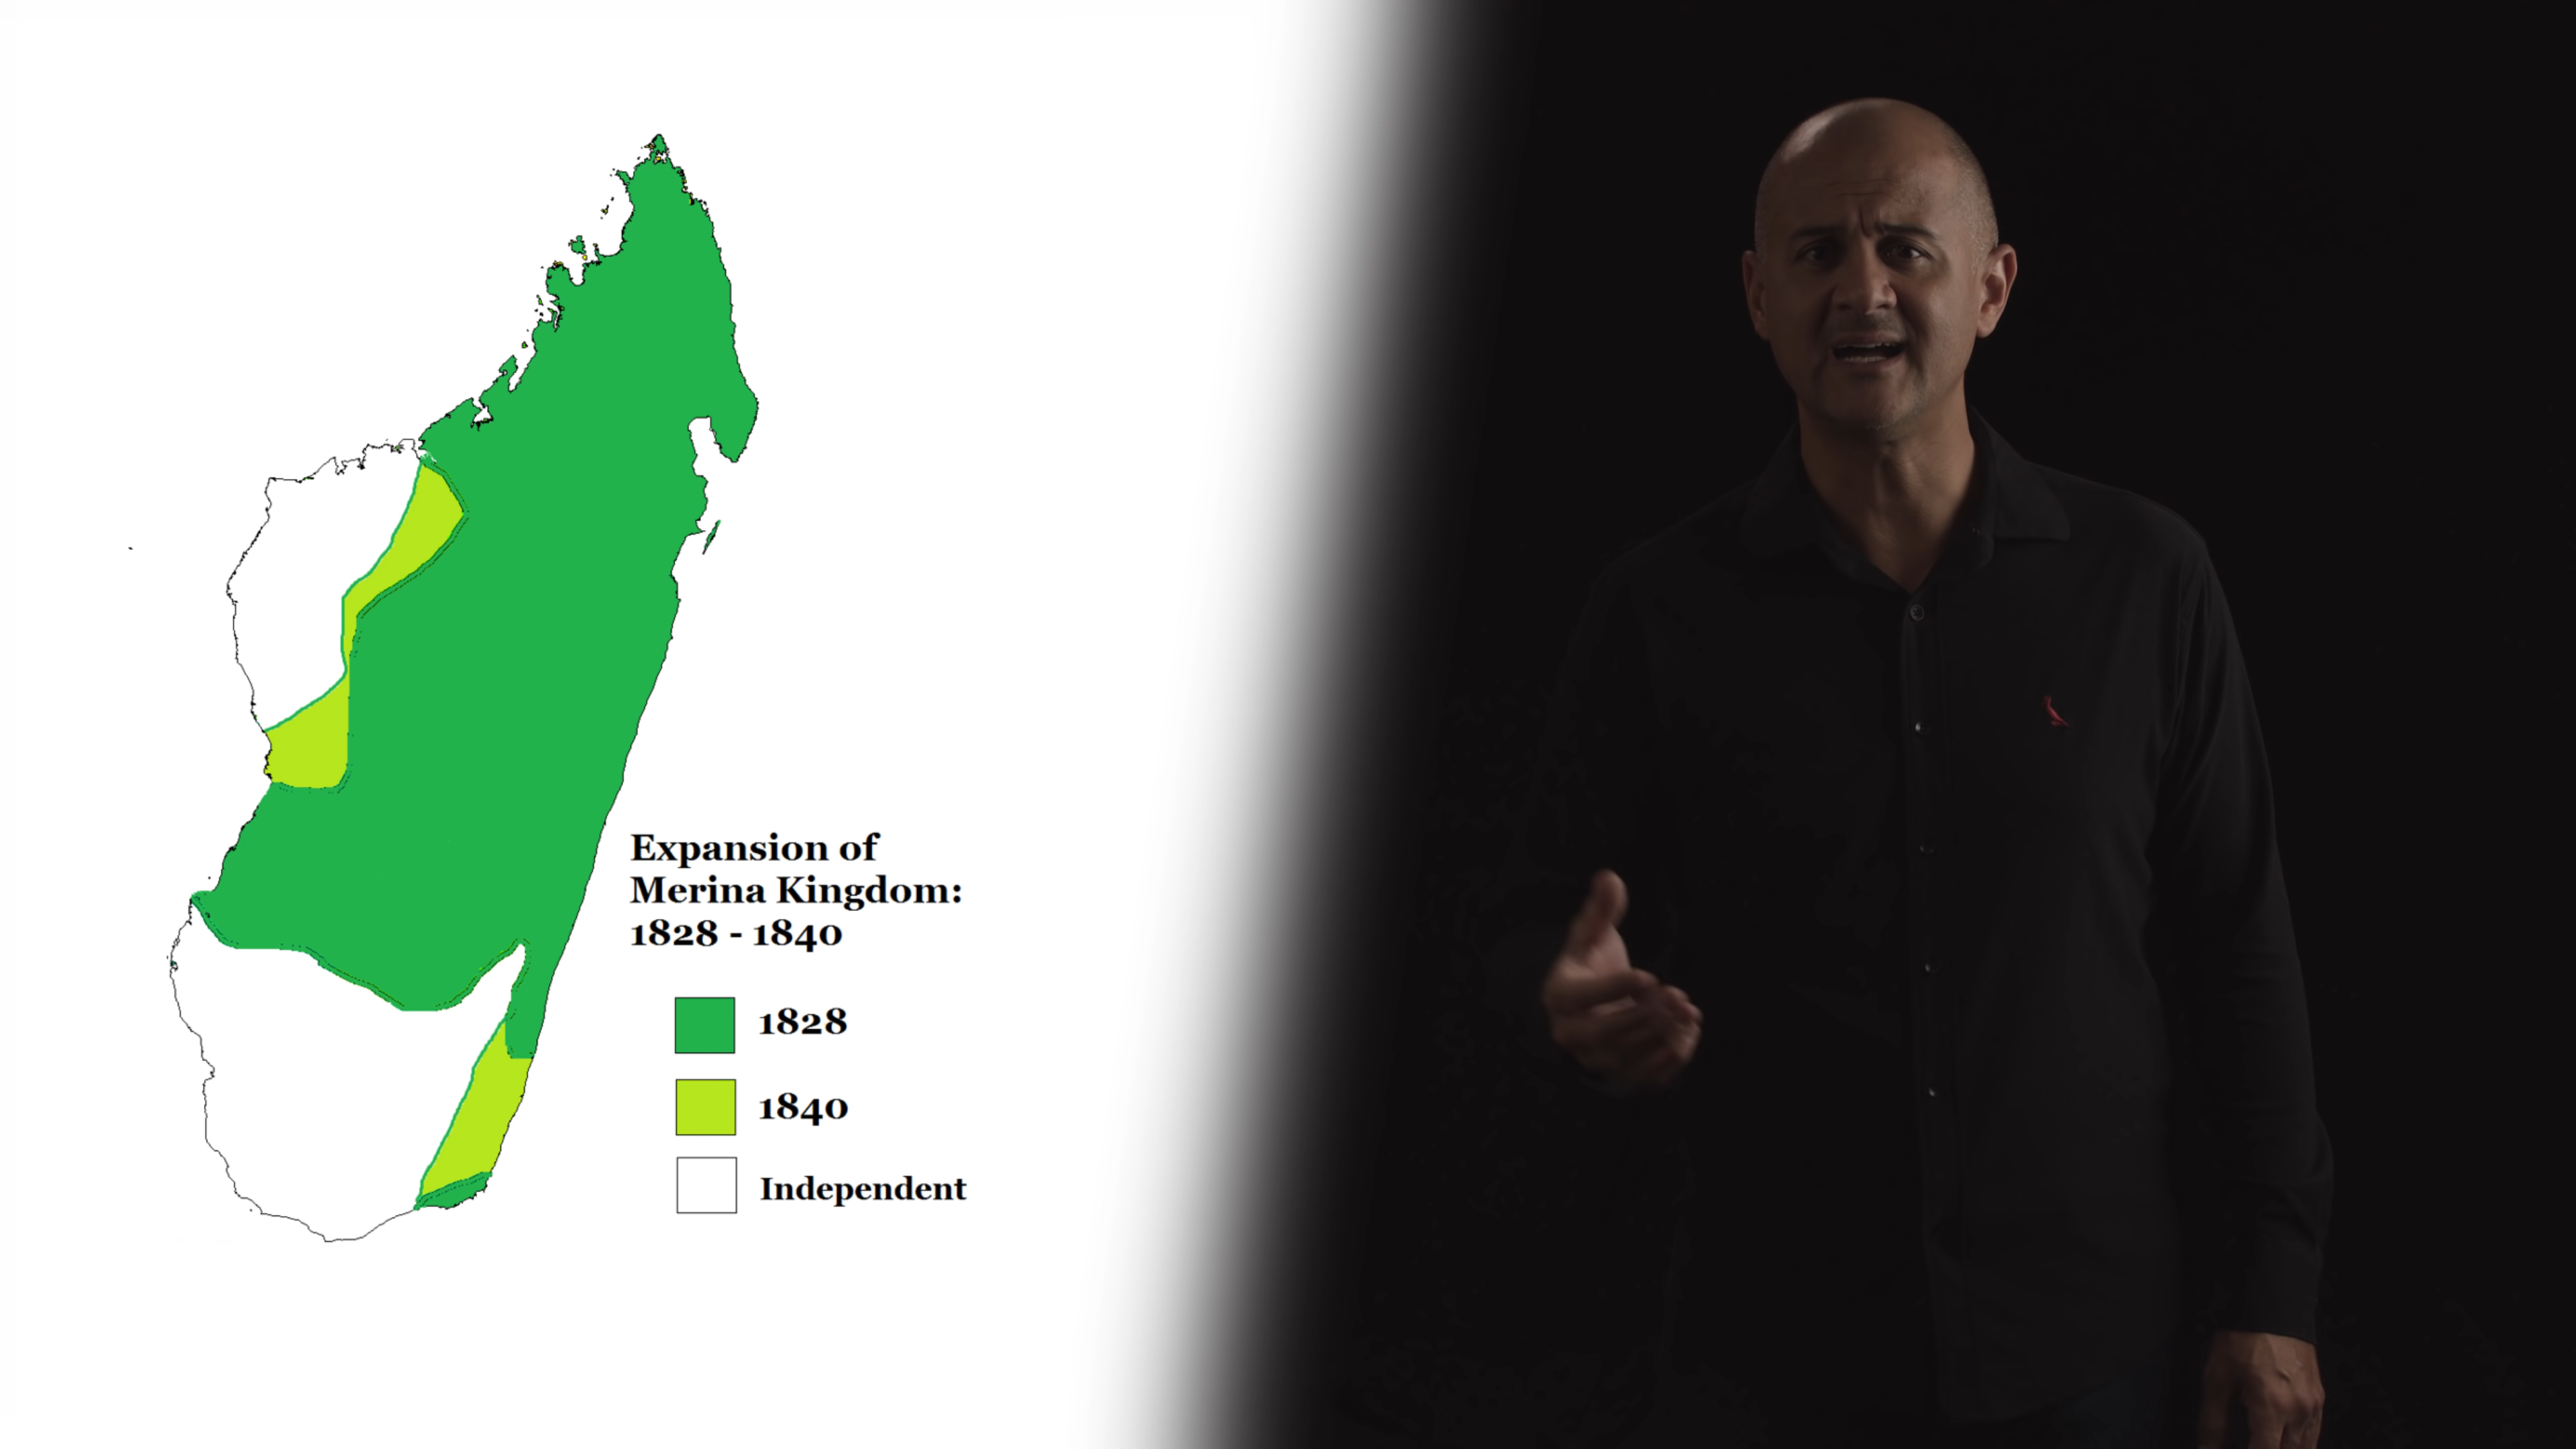 Expansion of
Merina Kingdom:
1828 - 1840
1828
1840
Independent